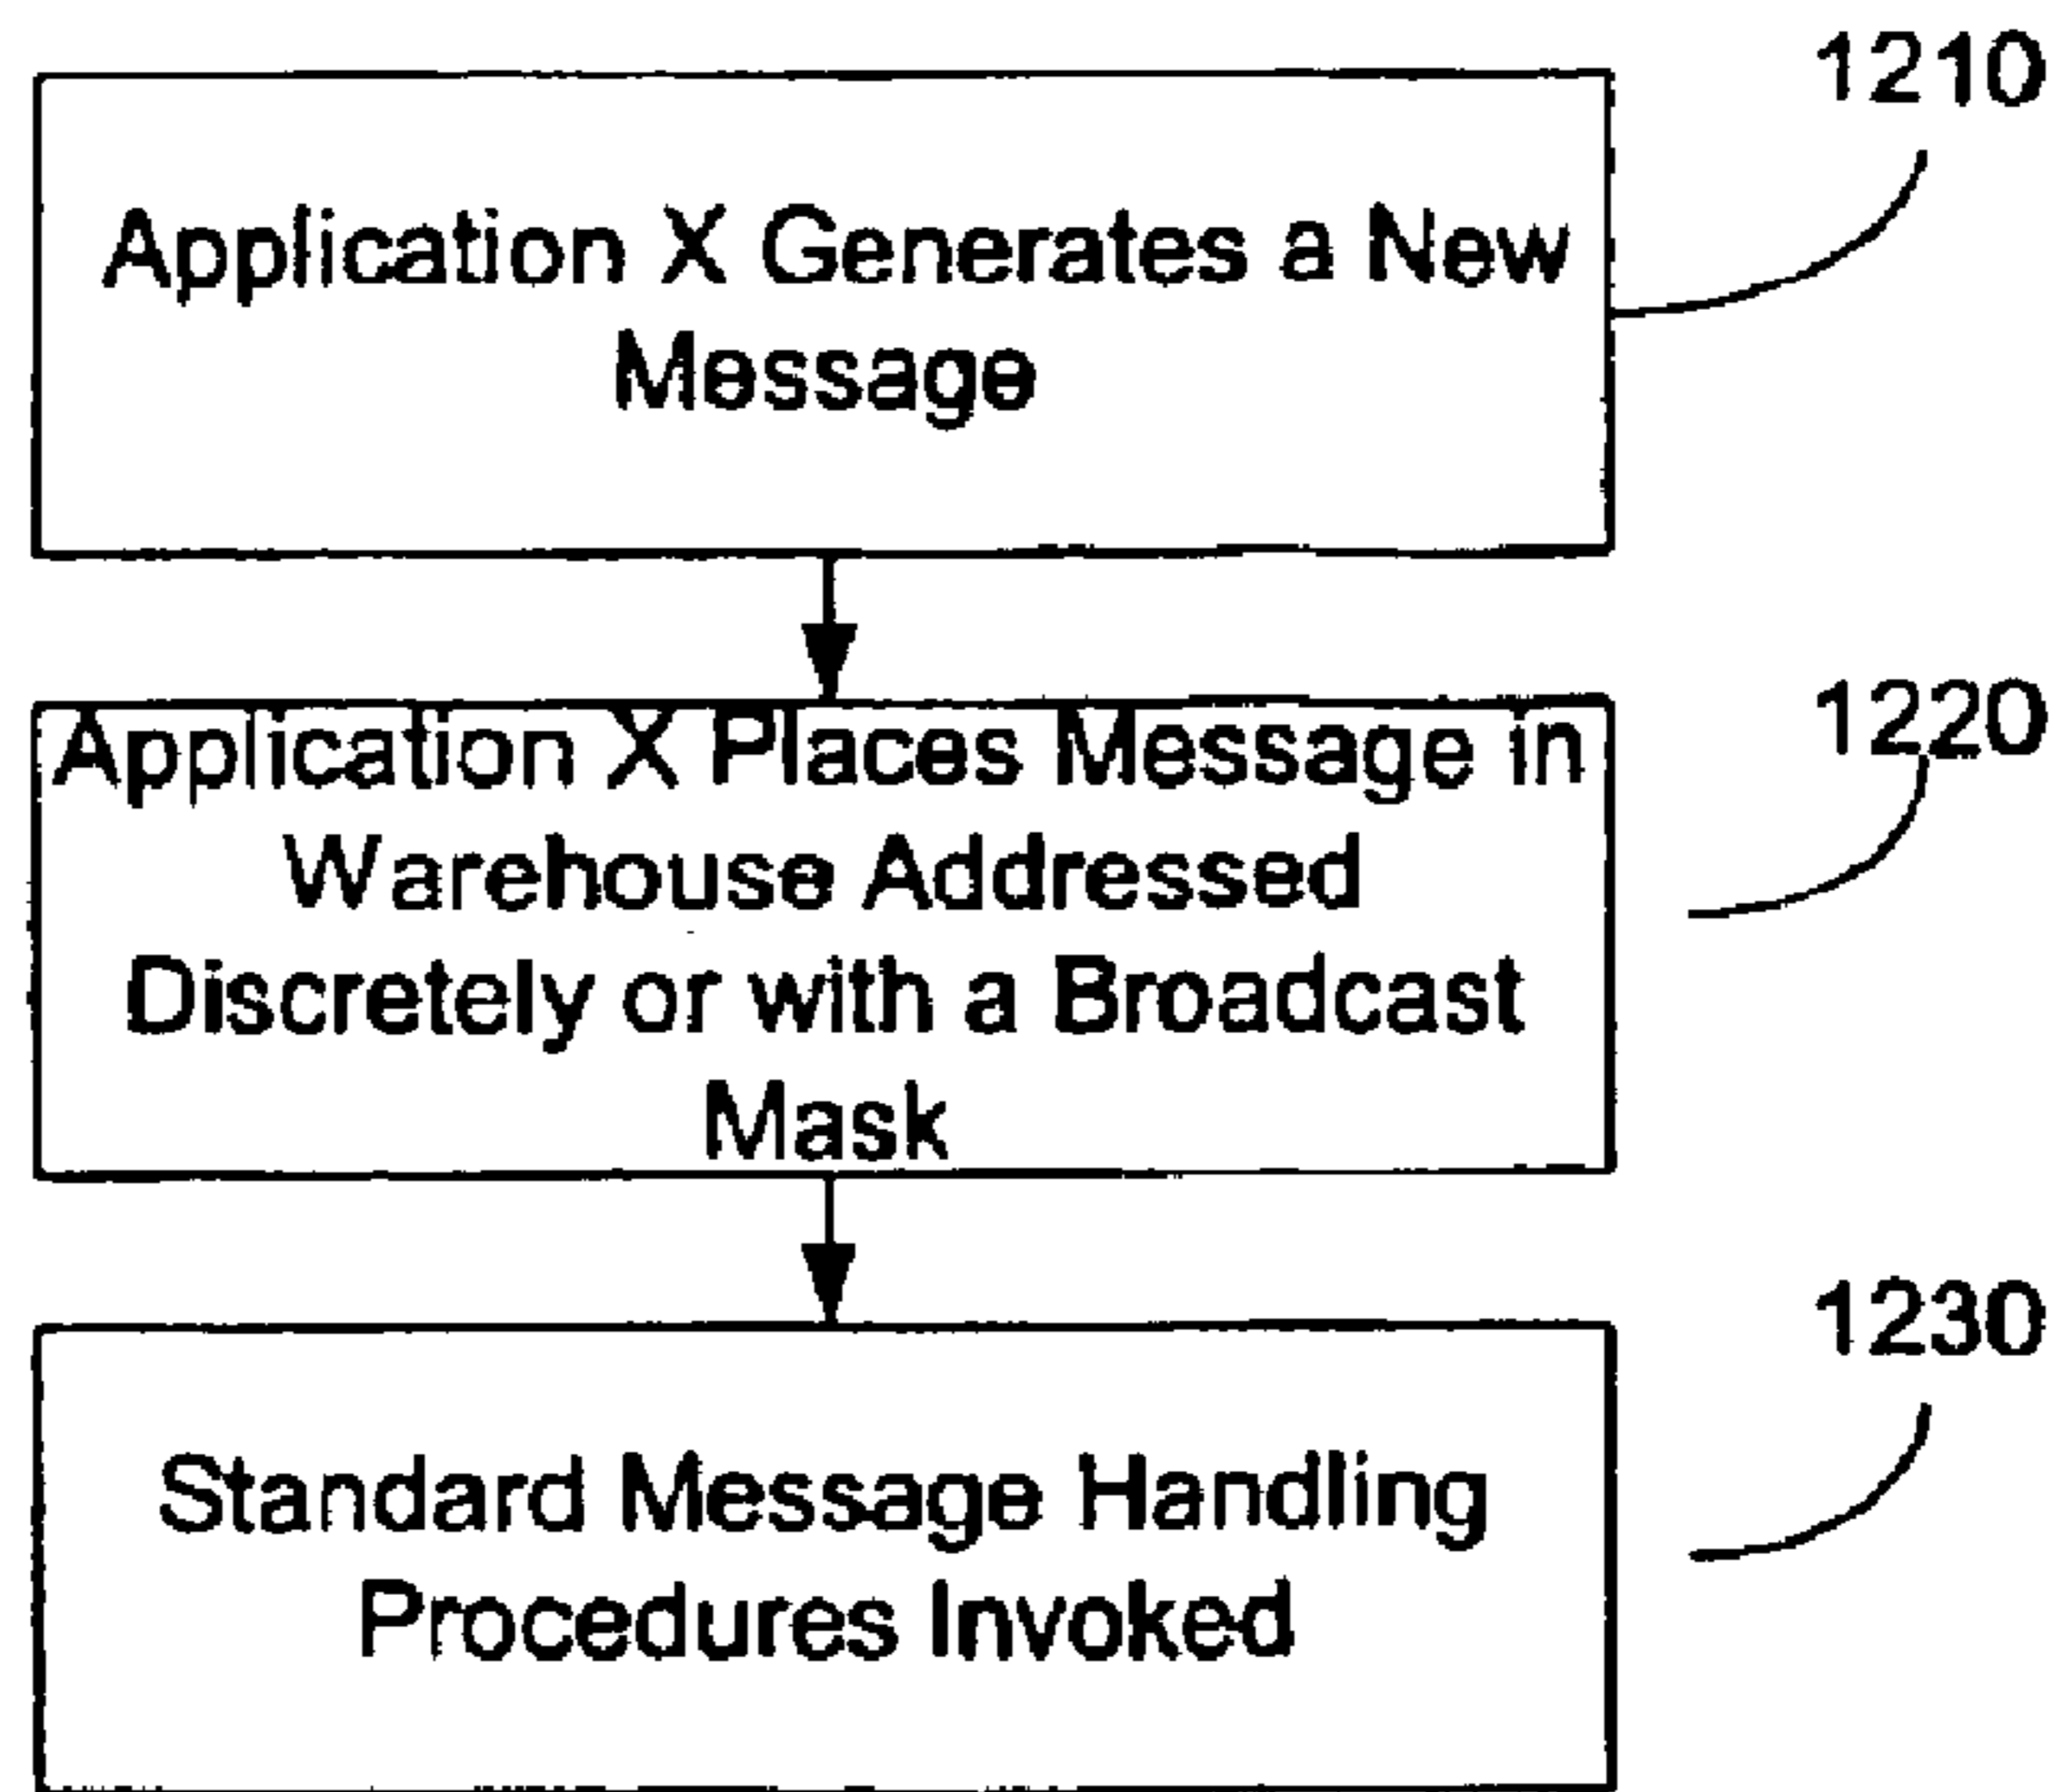 1210
Application X Generates a New
Message
1220
Application X Places Message in
Warehouse Addressed
Discretely or with a Broadcast
Mask
1230
Standard Message Handling
Procedures Invoked